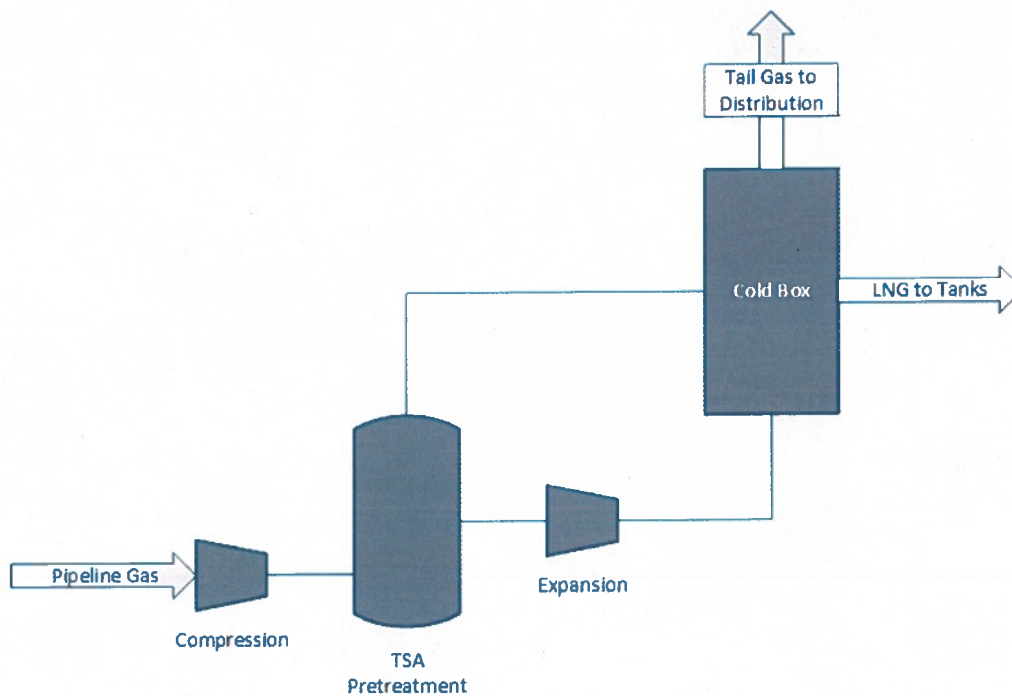 Tail Gas to
Distribution
Cold Box
LNG to Tanks
Pipeline Gas
Compression
TSA
Pretreatment
Expansion